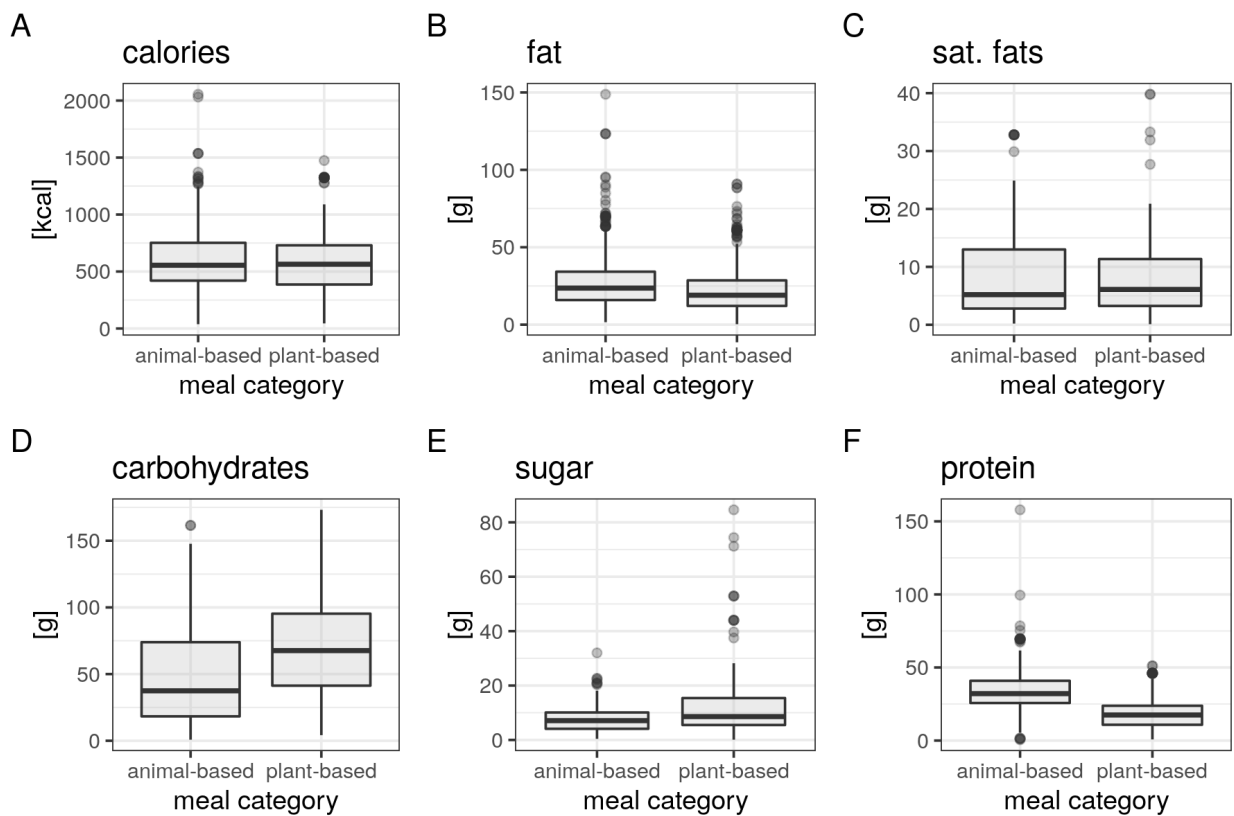 A
calories
[kcal]
2000
1500
1000
500
0
animal-based plant-based
meal category
B
fat
[g]
150
100
50
0
animal-based plant-based
meal category
C
sat. fats
[g]
40
30
20
10
0
animal-based plant-based
meal category
D
carbohydrates
[g]
150
100
50
0
animal-based plant-based
meal category
E
sugar
[g]
80
60
40
20
0
animal-based plant-based
meal category
F
protein
[g]
150
100
50
0
animal-based plant-based
meal category